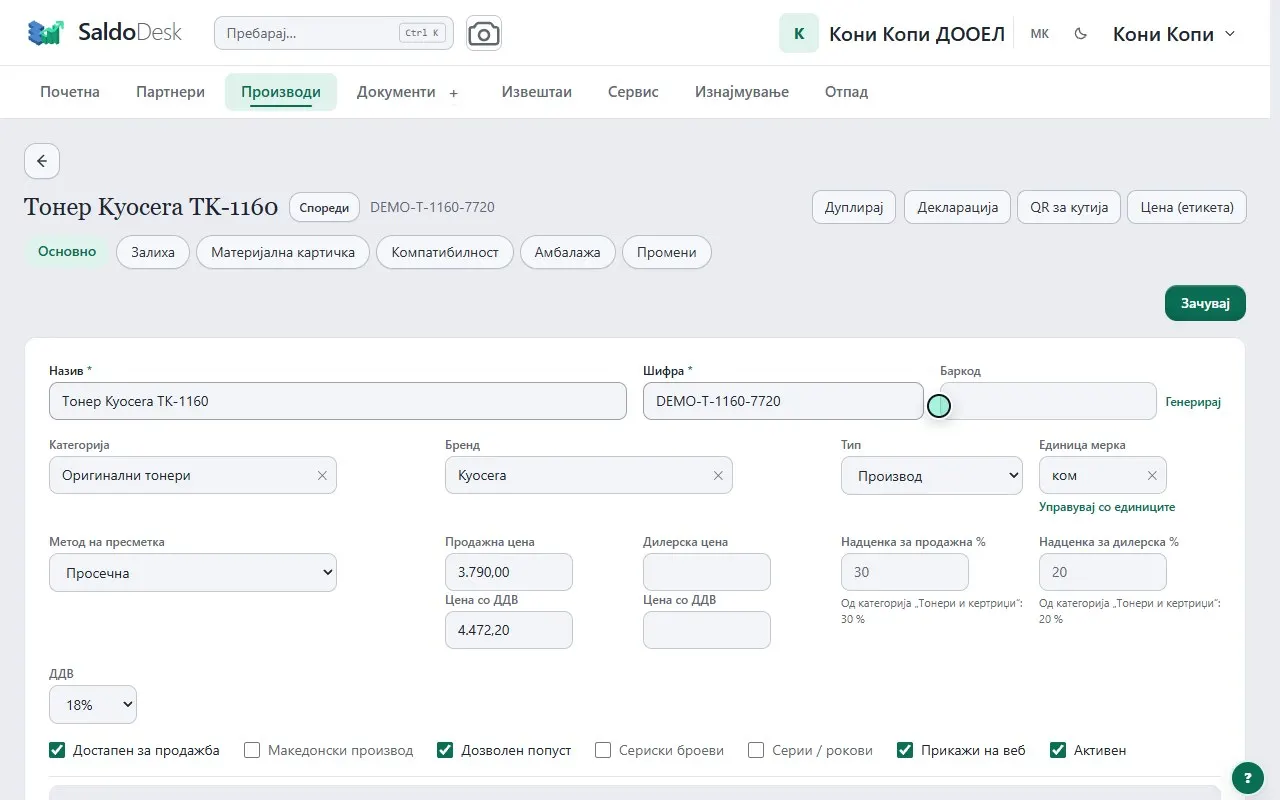 SaldoDesk
Пребарај... Ctrl K
К Кони Копи ДООЕЛ МК Кони Копи
Почетна Партнери Производи Документи + Извештаи Сервис Изнајмување Отпад
Тонер Kyocera TK-1160 Спореди DEMO-T-1160-7720
Дуплирај Декларација QR за кутија Цена (етикета)
Основно Залиха Материјална картичка Компатибилност Амбалажа Промени
Зачувај
Назив * Шифра * Баркод
Тонер Kyocera TK-1160 DEMO-T-1160-7720 Генерирај
Категорија Бренд Тип Единица мерка
Оригинални тонери Kyocera Производ ком
Управувај со единиците
Метод на пресметка Продажна цена Дилерска цена Надценка за продажна % Надценка за дилерска %
Просечна 3.790,00 30 20
Цена со ДДВ Цена со ДДВ Од категорија „Тонери и кертриџи“: Од категорија „Тонери и кертриџи“:
30 % 20 %
4.472,20
ДДВ
18%
Достапен за продажба Македонски производ Дозволен попуст Сериски броеви Серии / рокови Прикажи на веб Активен
?